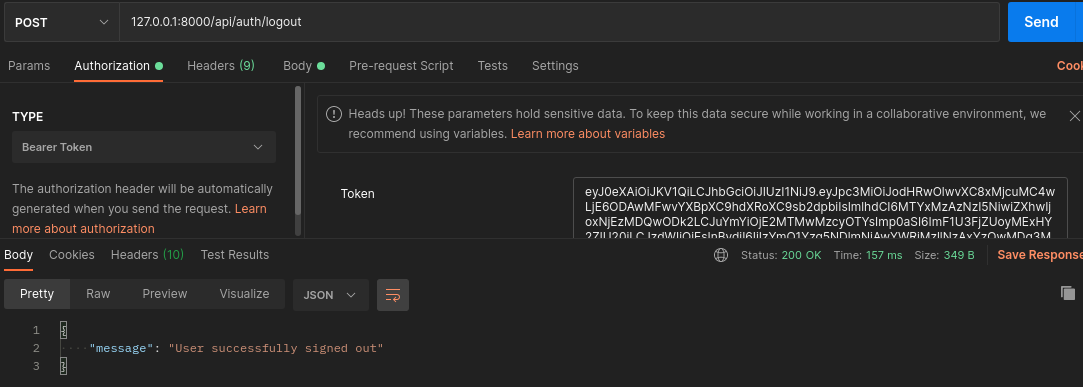 POST 127.0.0.1:8000/api/auth/logout Send
Params Authorization Headers (9) Body Pre-request Script Tests Settings Cook
Heads up! These parameters hold sensitive data. To keep this data secure while working in a collaborative environment, we
recommend using variables. Learn more about variables
TYPE
Bearer Token
The authorization header will be automatically
generated when you send the request. Learn
more about authorization
Token
Body Cookies Headers (10) Test Results Status: 200 OK Time: 157 ms Size: 349 B Save Response
Pretty Raw Preview Visualize JSON
1 {
2 "message": "User successfully signed out"
3 }